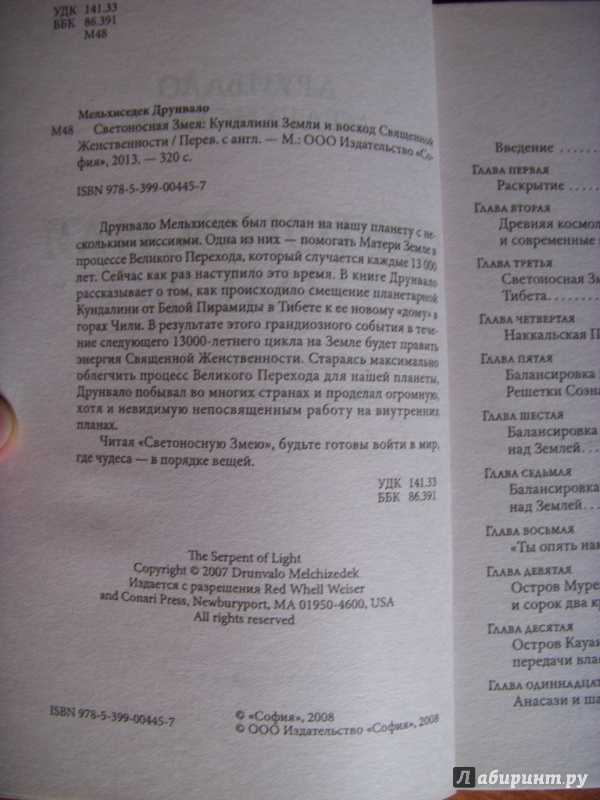 УДК 141.33
ББК 86.391
М48
Мельхиседек Друнвало
М48 Светоносная Змея: Кундалини Земли и восход Священной
Женственности / Перев. с англ. — М.: ООО Издательство «Со-
фия», 2013. — 320 с.
ISBN 978-5-399-00445-7
Друнвало Мельхиседек был послан на нашу планету с не-
сколькими миссиями. Одна из них — помогать Матери Земле в
процессе Великого Перехода, который случается каждые 13 000
лет. Сейчас как раз наступило это время. В книге Друнвало
рассказывает о том, как происходило смещение планетарной
Кундалини от Белой Пирамиды в Тибете к ее новому „дому" в
горах Чили. В результате этого грандиозного события в тече-
ние следующего 13000-летнего цикла на Земле будет править
энергия Священной Женственности. Стараясь максимально
облегчить процесс Великого Перехода для нашей планеты,
Друнвало побывал во многих странах и проделал огромную,
хотя и невидимую непосвященным работу на внутренних
планах.
Читая «Светоносную Змею», будьте готовы войти в мир,
где чудеса — в порядке вещей.
УДК 141.33
ББК 86.391
The Serpent of Light
Copyright © 2007 Drunvalo Melchizedek
Издается с разрешения Red Whell Weiser
and Conari Press, Newburyport, MA 01950-4600, USA
All rights reserved
ISBN 978-5-399-00445-7
© «София», 2008
© ООО Издательство «София», 2008
Введение
Глава первая
Раскрытие
Глава вторая
Древняя космол
и современные
Глава третья
Светоносная Зм
Тибета
Глава четвертая
Наккальская П
Глава пятая
Балансировка
Решетки Созна
Глава шестая
Балансировка
над Землей
Глава седьмая
Балансировка
над Землей
Глава восьмая
«Ты опять нам
Глава девятая
Остров Муре
и сорок два кр
Глава десятая
Остров Кауаи
передачи влас
Глава одиннадцат
Анасази и ша
Лабиринт.ру